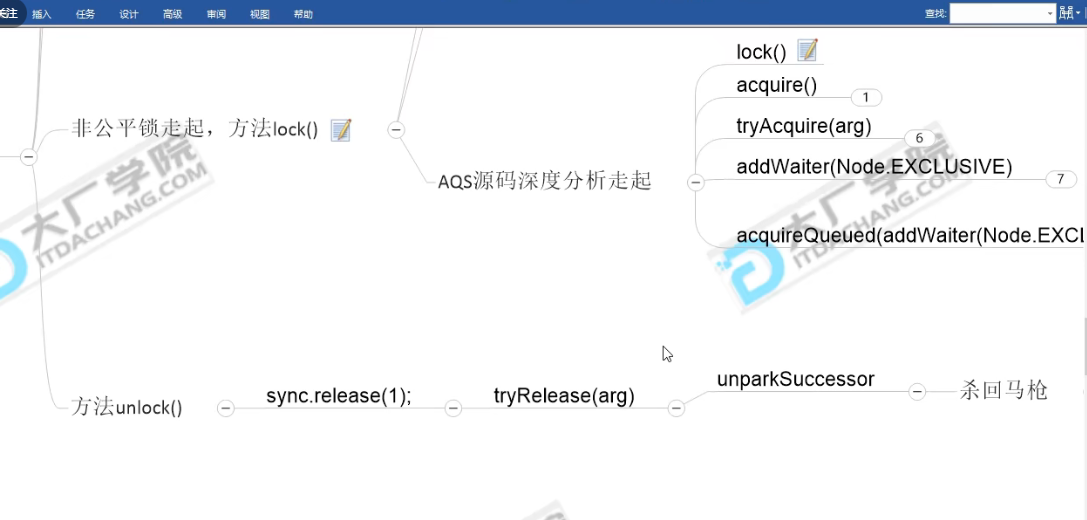 关注 插入 任务 设计 高级 审阅 视图 帮助 查找:
lock()
acquire()
1
非公平锁走起，方法lock()
tryAcquire(arg)
6
addWaiter(Node.EXCLUSIVE)
7
AQS源码深度分析走起
acquireQueued(addWaiter(Node.EXCL
大厂学院
ITDACHANG.COM
大厂学院
ITDACHANG.COM
unparkSuccessor
杀回马枪
方法unlock()
sync.release(1);
tryRelease(arg)